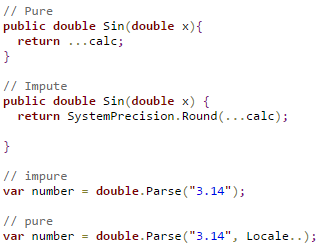 // Pure
public double Sin(double x){
  return ...calc;
}
// Impute
public double Sin(double x) {
  return SystemPrecision.Round(...calc);
}
// impure
var number = double.Parse("3.14");
// pure
var number = double.Parse("3.14", Locale..);